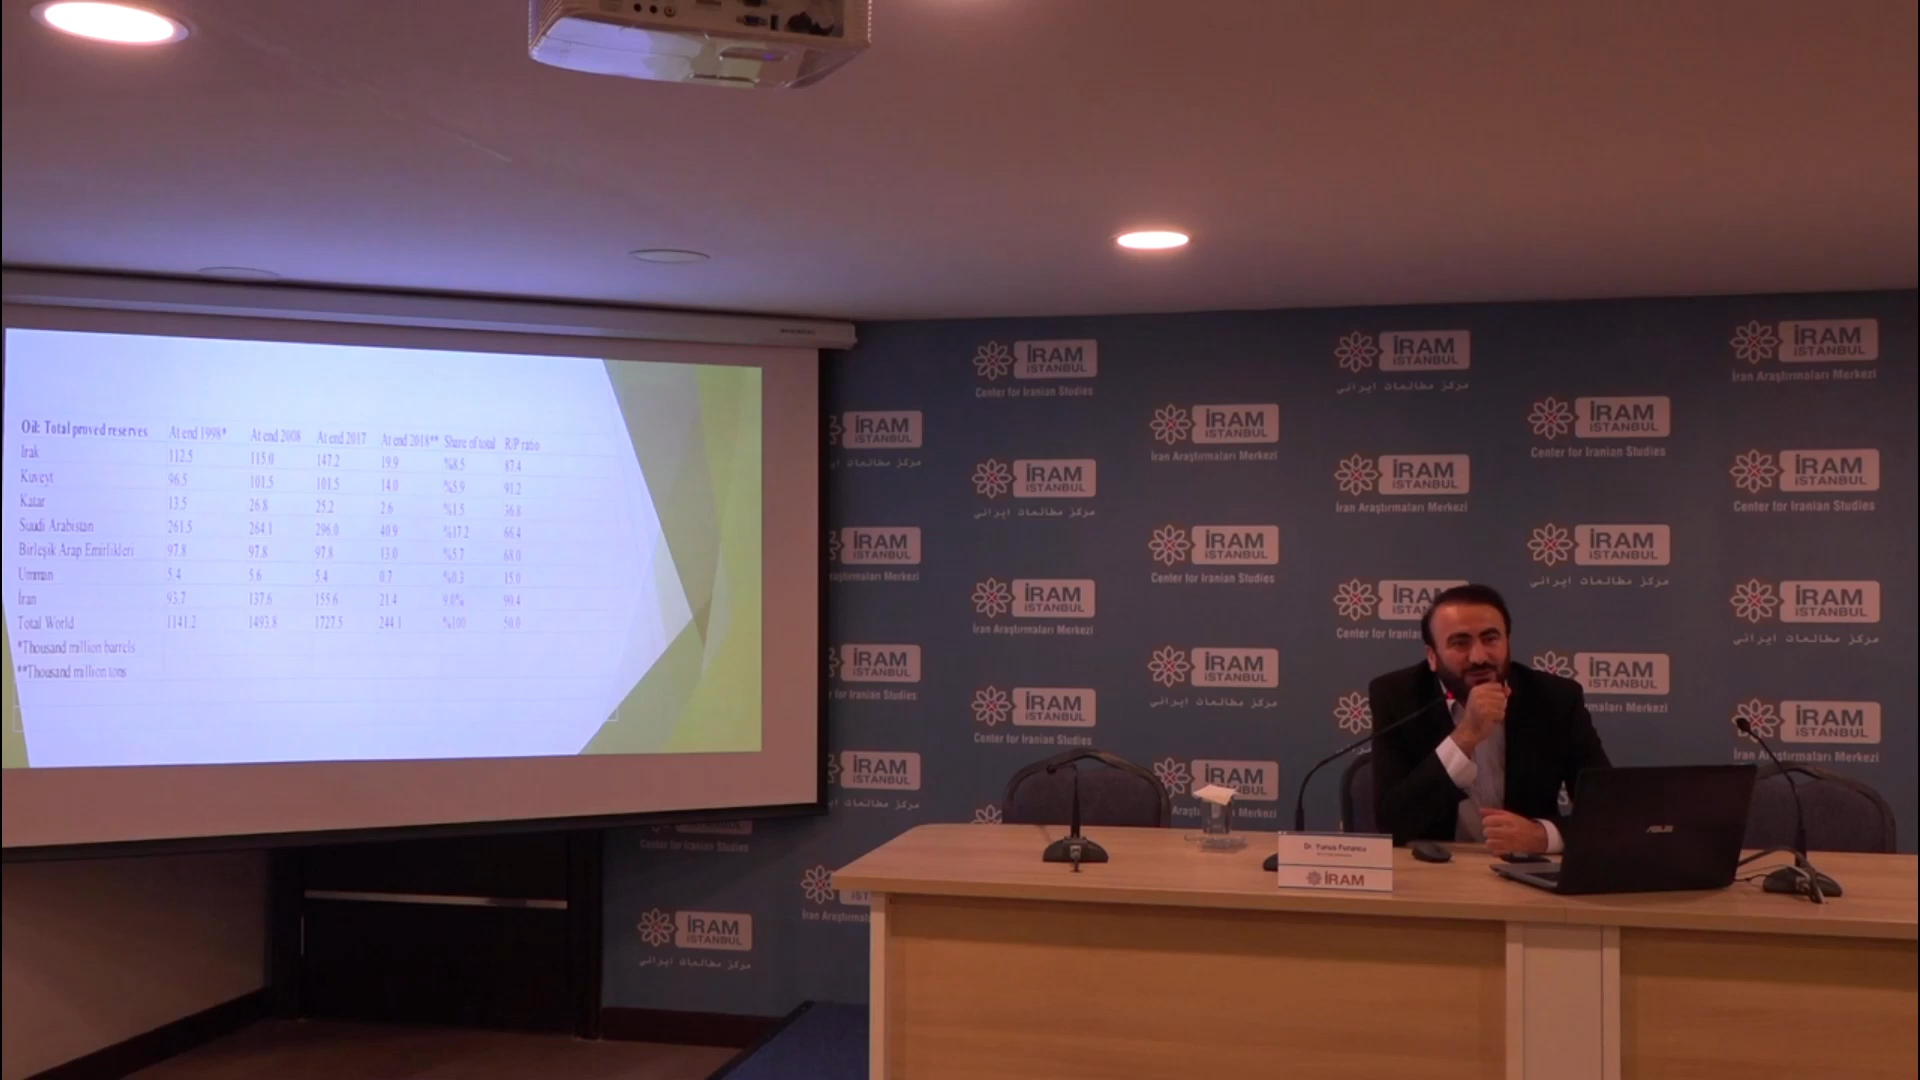 Oil: Total proved reserves At end 1998* At end 2008 At end 2017 At end 2018** Share of total R/P ratio
Irak 112.5 115.0 147.2 19.9 %8.5 87.4
Kuveyt 96.5 101.5 101.5 14.0 %5.9 91.2
Katar 13.5 26.8 25.2 2.6 %1.5 36.8
Suudi Arabistan 261.5 264.1 296.0 40.9 %17.2 66.4
Birleşik Arap Emirlikleri 97.8 97.8 97.8 13.0 %5.7 68.0
Umman 5.4 5.6 5.4 0.7 %0.3 15.0
İran 93.7 137.6 155.6 21.4 9.0% 90.4
Total World 1141.2 1493.8 1727.5 244.1 %100 50.0
*Thousand million barrels
**Thousand million tons
İRAM
İSTANBUL
Center for Iranian Studies
İRAM
İSTANBUL
مرکز مطالعات ایرانی
İRAM
İSTANBUL
İran Araştırmaları Merkezi
Dr. Yunus
İRAM
ASUS